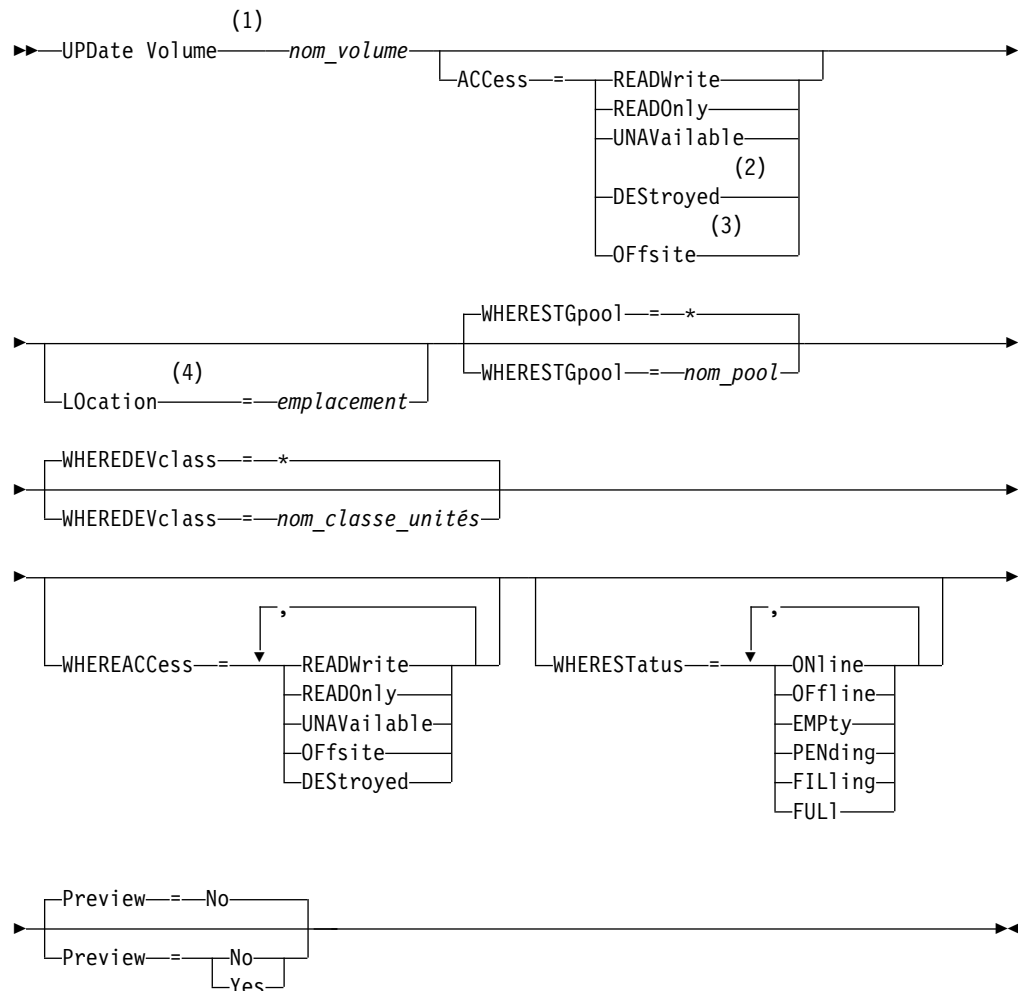 (1)
UPDate Volume nom_volume
ACCess = READWrite
READOnly
UNAVailable
(2)
DEStroyed
(3)
OFfsite
WHERESTGpool = *
WHERESTGpool = nom_pool
(4)
LOcation = emplacement
WHEREDEVclass = *
WHEREDEVclass = nom_classe_unités
,
WHEREACCess = READWrite
READOnly
UNAVailable
OFfsite
DEStroyed
,
WHERESTatus = ONline
OFfline
EMPty
PENding
FILling
FULl
Preview = No
Preview = No
Yes